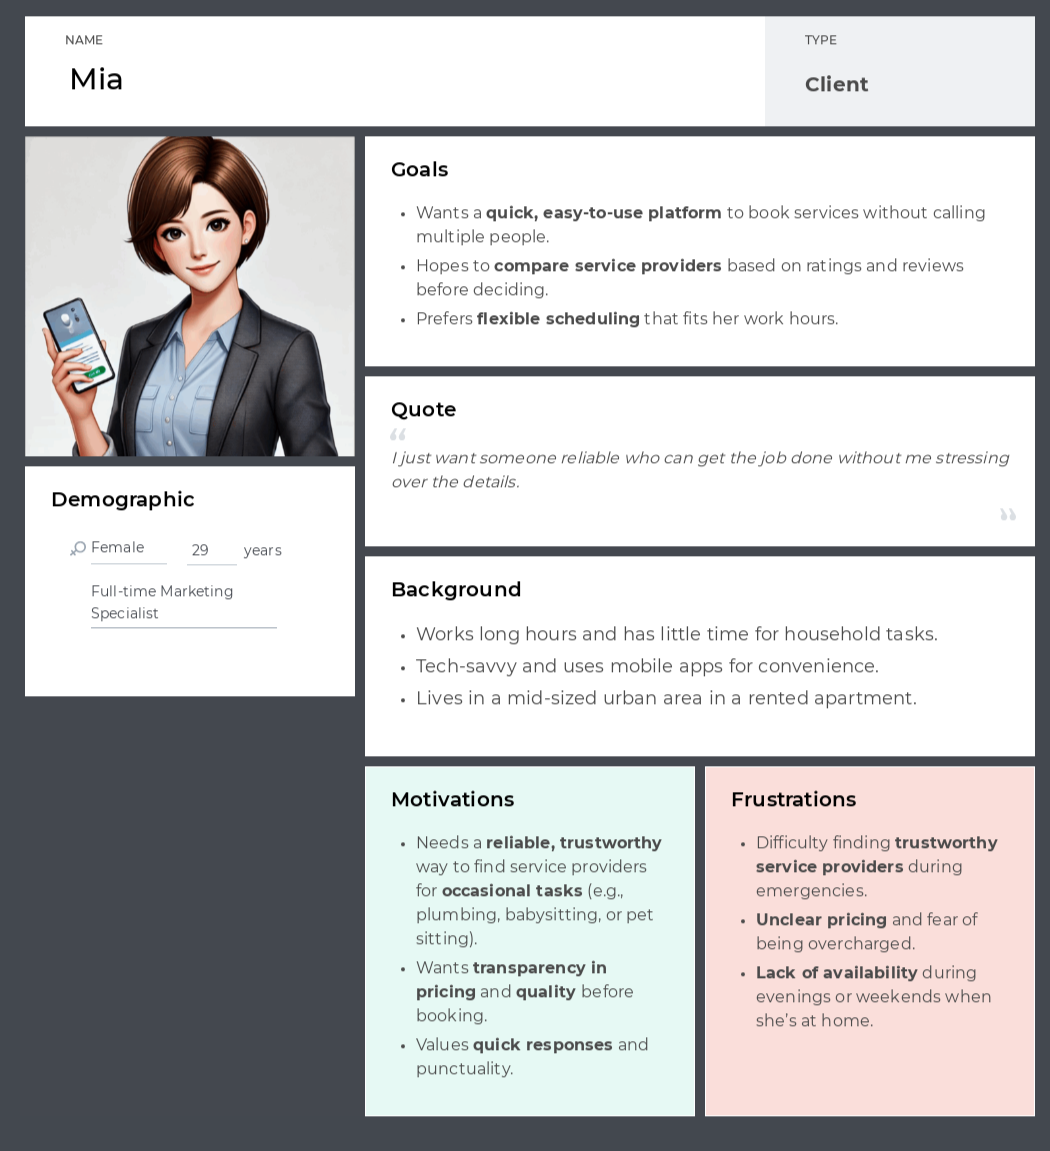 NAME
Mia
TYPE
Client
Goals
• Wants a quick, easy-to-use platform to book services without calling
multiple people.
• Hopes to compare service providers based on ratings and reviews
before deciding.
• Prefers flexible scheduling that fits her work hours.
Quote
“
I just want someone reliable who can get the job done without me stressing
over the details.
”
Demographic
Female 29 years
Full-time Marketing
Specialist
Background
• Works long hours and has little time for household tasks.
• Tech-savvy and uses mobile apps for convenience.
• Lives in a mid-sized urban area in a rented apartment.
Motivations
• Needs a reliable, trustworthy
way to find service providers
for occasional tasks (e.g.,
plumbing, babysitting, or pet
sitting).
• Wants transparency in
pricing and quality before
booking.
• Values quick responses and
punctuality.
Frustrations
• Difficulty finding trustworthy
service providers during
emergencies.
• Unclear pricing and fear of
being overcharged.
• Lack of availability during
evenings or weekends when
she’s at home.